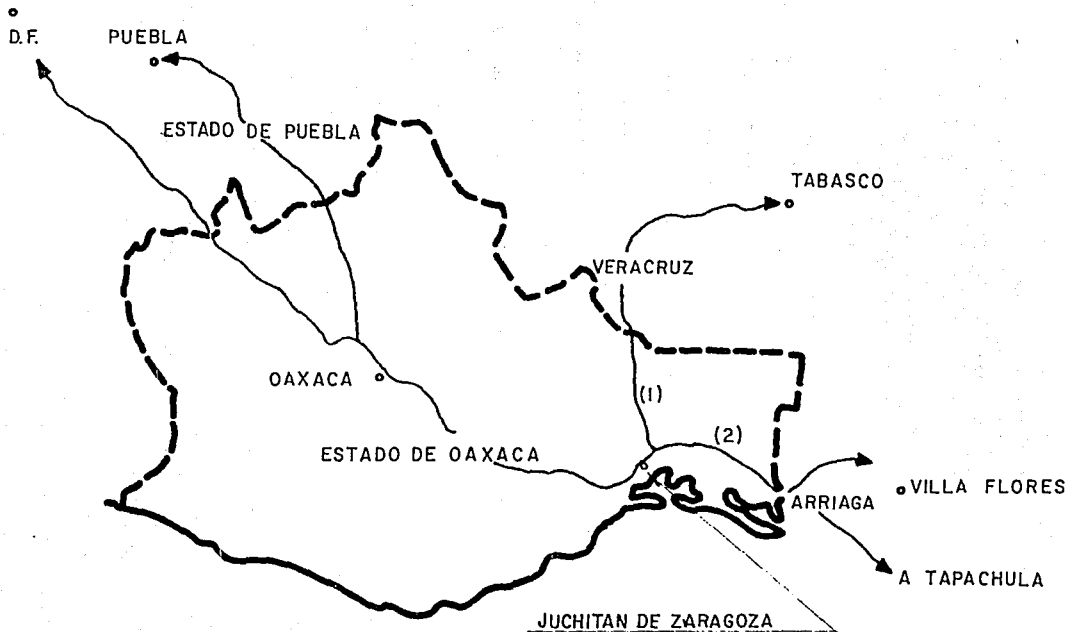 D.F.
PUEBLA
ESTADO DE PUEBLA
TABASCO
VERACRUZ
OAXACA
(1)
(2)
ESTADO DE OAXACA
VILLA FLORES
ARRIAGA
A TAPACHULA
JUCHITAN DE ZARAGOZA